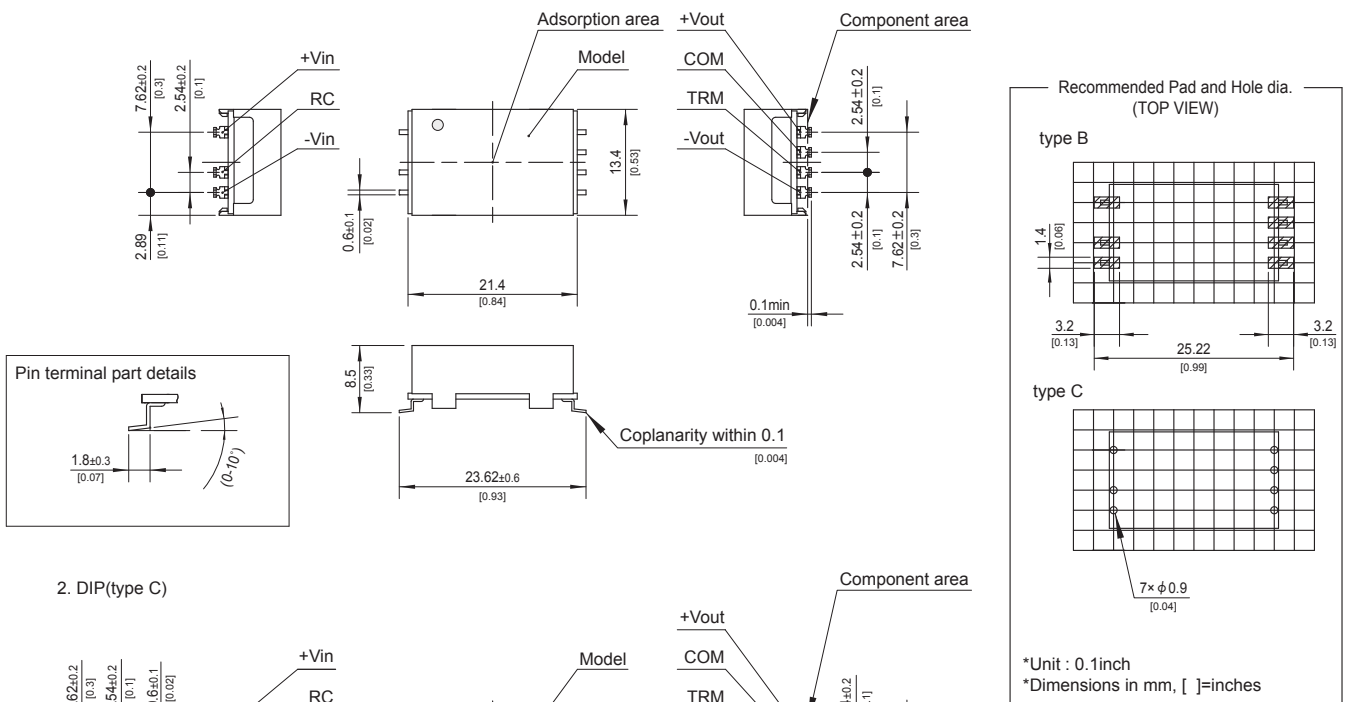 Adsorption area
Model
+Vin
RC
-Vin
7.62±0.2
[0.3]
2.54±0.2
[0.1]
2.89
[0.11]
0.6±0.1
[0.02]
13.4
[0.53]
21.4
[0.84]
+Vout
COM
TRM
-Vout
Component area
2.54±0.2
[0.1]
2.54±0.2
[0.1]
7.62±0.2
[0.3]
0.1min
[0.004]
Pin terminal part details
1.8±0.3
[0.07]
(0-10°)
8.5
[0.33]
23.62±0.6
[0.93]
Coplanarity within 0.1
[0.004]
Recommended Pad and Hole dia.
(TOP VIEW)
type B
1.4
[0.06]
3.2
[0.13]
3.2
[0.13]
25.22
[0.99]
type C
7×φ0.9
[0.04]
*Unit : 0.1inch
*Dimensions in mm, [ ]=inches
2. DIP(type C)
[0.3]
[0.1]
[0.02]
+Vin
RC
Model
+Vout
COM
TRM
Component area